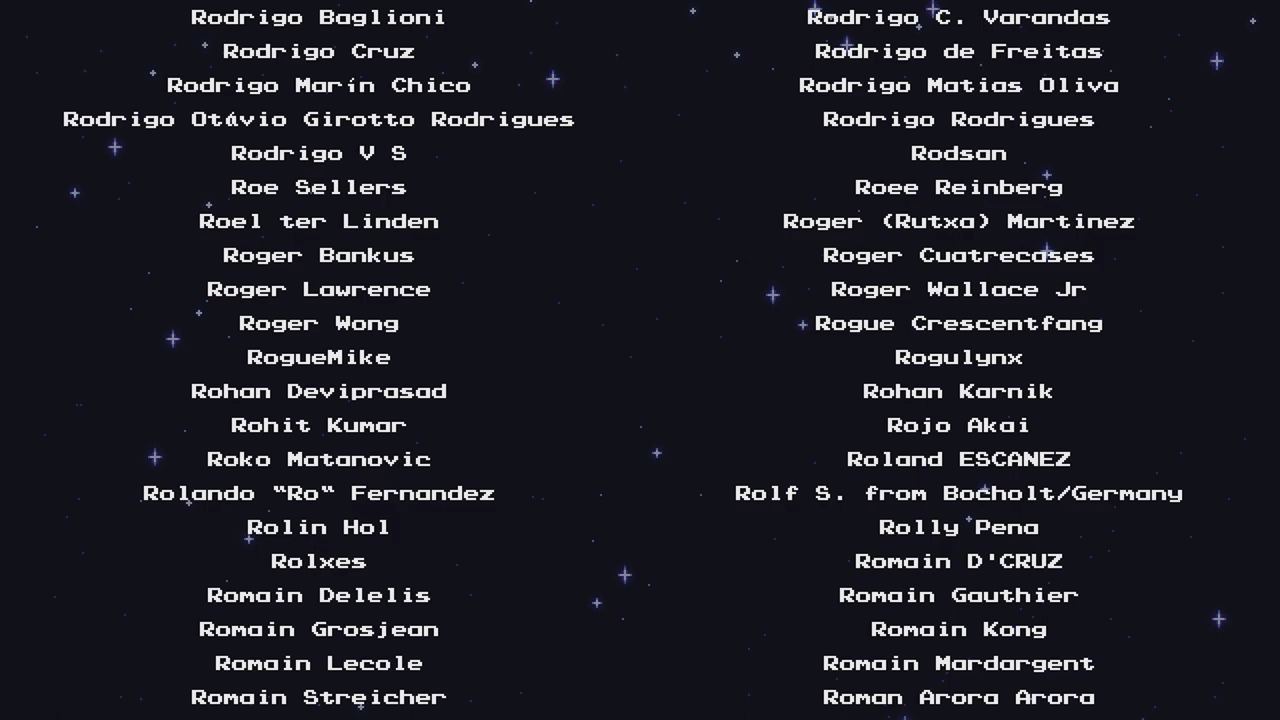 Rodrigo Baglioni
Rodrigo C. Varandas
Rodrigo Cruz
Rodrigo de Freitas
Rodrigo Marín Chico
Rodrigo Matias Oliva
Rodrigo Otávio Girotto Rodrigues
Rodrigo Rodrigues
Rodrigo V S
Rodsan
Roe Sellers
Roee Reinberg
Roel ter Linden
Roger (Rutxa) Martinez
Roger Bankus
Roger Cuatrecases
Roger Lawrence
Roger Wallace Jr
Roger Wong
Rogue Crescentfang
RogueMike
Rogulynx
Rohan Deviprasad
Rohan Karnik
Rohit Kumar
Rojo Akai
Roko Matanovic
Roland ESCANEZ
Rolando "Ro" Fernandez
Rolf S. from Bocholt/Germany
Rolin Hol
Rolly Pena
Rolxes
Romain D'CRUZ
Romain Delelis
Romain Gauthier
Romain Grosjean
Romain Kong
Romain Lecole
Romain Mardargent
Romain Streicher
Roman Arora Arora